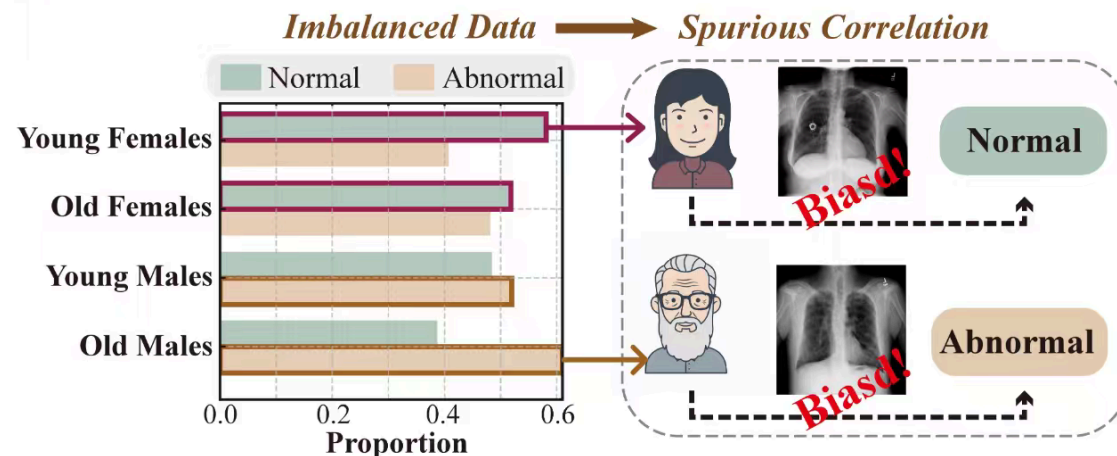 Imbalanced Data Spurious Correlation
Normal Abnormal
Young Females
Old Females
Young Males
Old Males
0.0 0.2 0.4 0.6
Proportion
Biasd!
Normal
Biasd!
Abnormal